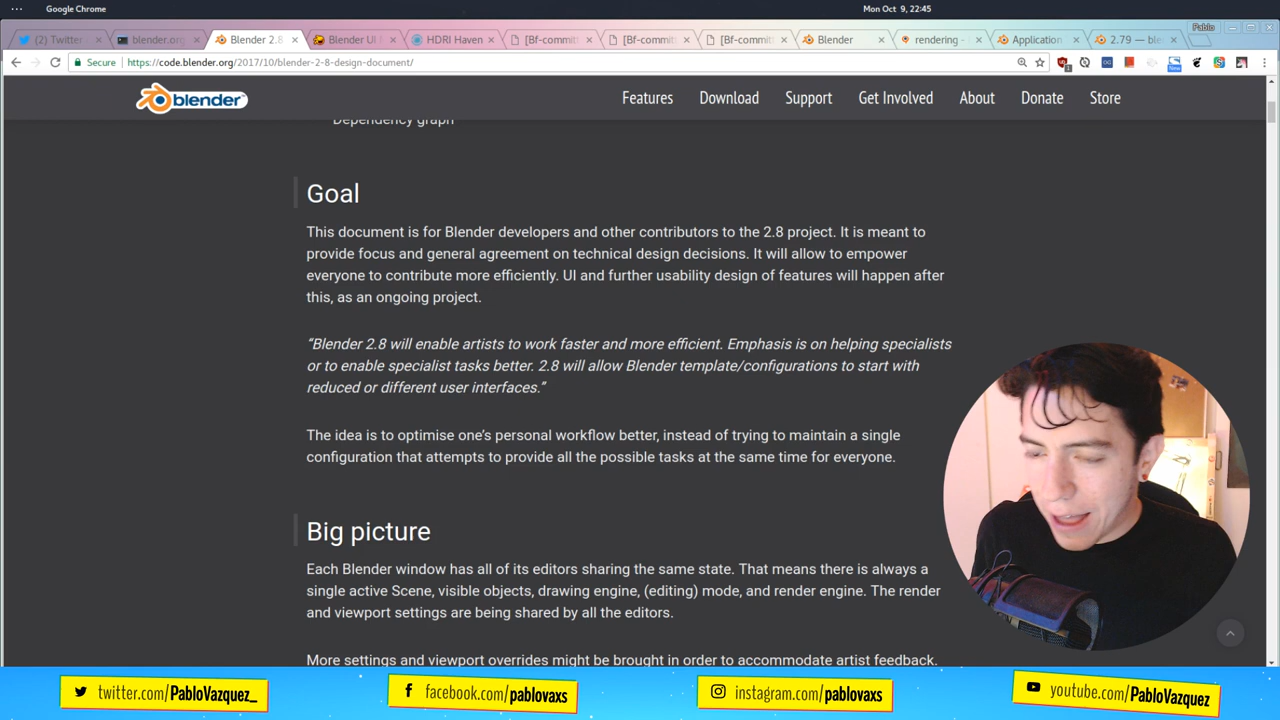 Google Chrome
Mon Oct 9, 22:45
(2) Twitter
blender.org
Blender 2.8
Blender UI
HDRI Haven
[Bf-committ
[Bf-committ
[Bf-committ
Blender
rendering -
Application
2.79 — ble
Pablo
Secure
https://code.blender.org/2017/10/blender-2-8-design-document/
blender
Features
Download
Support
Get Involved
About
Donate
Store
Dependency graph
Goal
This document is for Blender developers and other contributors to the 2.8 project. It is meant to
provide focus and general agreement on technical design decisions. It will allow to empower
everyone to contribute more efficiently. UI and further usability design of features will happen after
this, as an ongoing project.
“Blender 2.8 will enable artists to work faster and more efficient. Emphasis is on helping specialists
or to enable specialist tasks better. 2.8 will allow Blender template/configurations to start with
reduced or different user interfaces.”
The idea is to optimise one’s personal workflow better, instead of trying to maintain a single
configuration that attempts to provide all the possible tasks at the same time for everyone.
Big picture
Each Blender window has all of its editors sharing the same state. That means there is always a
single active Scene, visible objects, drawing engine, (editing) mode, and render engine. The render
and viewport settings are being shared by all the editors.
More settings and viewport overrides might be brought in order to accommodate artist feedback.
twitter.com/PabloVazquez_
facebook.com/pablovaxs
instagram.com/pablovaxs
youtube.com/PabloVazquez